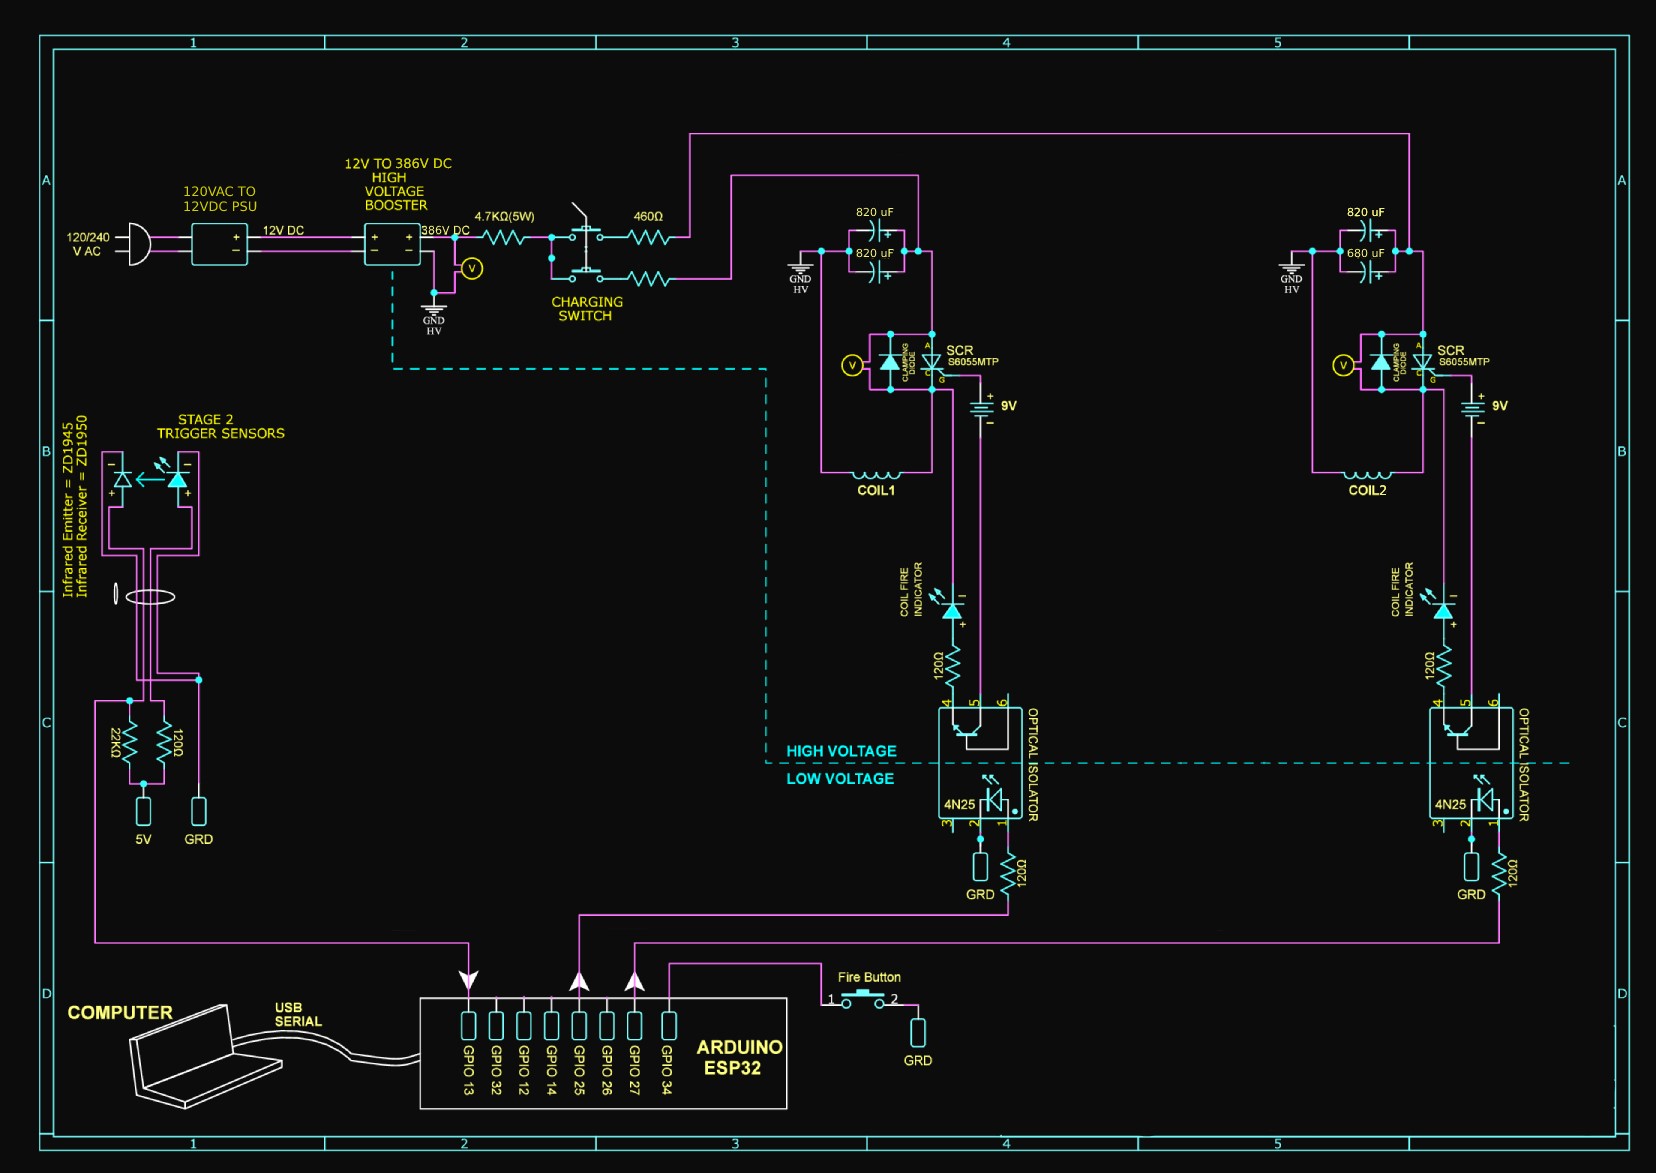 1
2
3
4
5
A
A
12V TO 386V DC
HIGH
VOLTAGE
BOOSTER
120VAC TO
12VDC PSU
120/240
V AC
+
−
12V DC
+
−
+
−
386V DC
V
GND
HV
4.7KΩ(5W)
460Ω
CHARGING
SWITCH
820 uF
+
820 uF
+
GND
HV
V
CLAMPING
DIODE
A
C
G
SCR
S6055MTP
+
9V
−
COIL1
820 uF
+
680 uF
+
GND
HV
V
CLAMPING
DIODE
A
C
G
SCR
S6055MTP
+
9V
−
COIL2
B
B
STAGE 2
TRIGGER SENSORS
Infrared Emitter = ZD1945
Infrared Receiver = ZD1950
−
+
−
+
COIL FIRE
INDICATOR
−
+
120Ω
COIL FIRE
INDICATOR
−
+
120Ω
C
C
22KΩ
120Ω
5V
GRD
HIGH VOLTAGE
LOW VOLTAGE
4
5
6
OPTICAL ISOLATOR
4N25
3
2
1
GRD
120Ω
4
5
6
OPTICAL ISOLATOR
4N25
3
2
1
GRD
120Ω
D
D
COMPUTER
USB
SERIAL
GPIO 13
GPIO 32
GPIO 12
GPIO 14
GPIO 25
GPIO 26
GPIO 27
GPIO 34
ARDUINO
ESP32
Fire Button
1
2
GRD
1
2
3
4
5